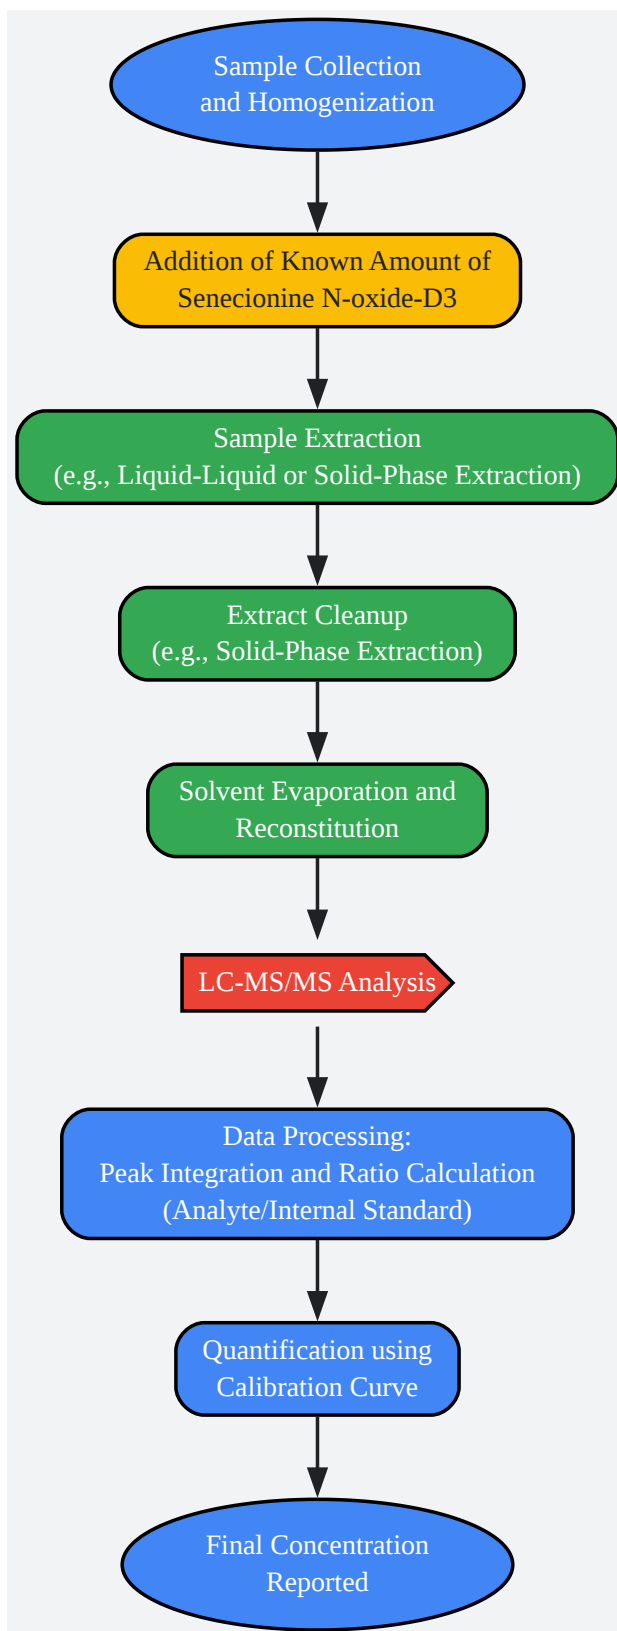 Sample Collection
and Homogenization
Addition of Known Amount of
Senecionine N-oxide-D3
Sample Extraction
(e.g., Liquid-Liquid or Solid-Phase Extraction)
Extract Cleanup
(e.g., Solid-Phase Extraction)
Solvent Evaporation and
Reconstitution
LC-MS/MS Analysis
Data Processing:
Peak Integration and Ratio Calculation
(Analyte/Internal Standard)
Quantification using
Calibration Curve
Final Concentration
Reported